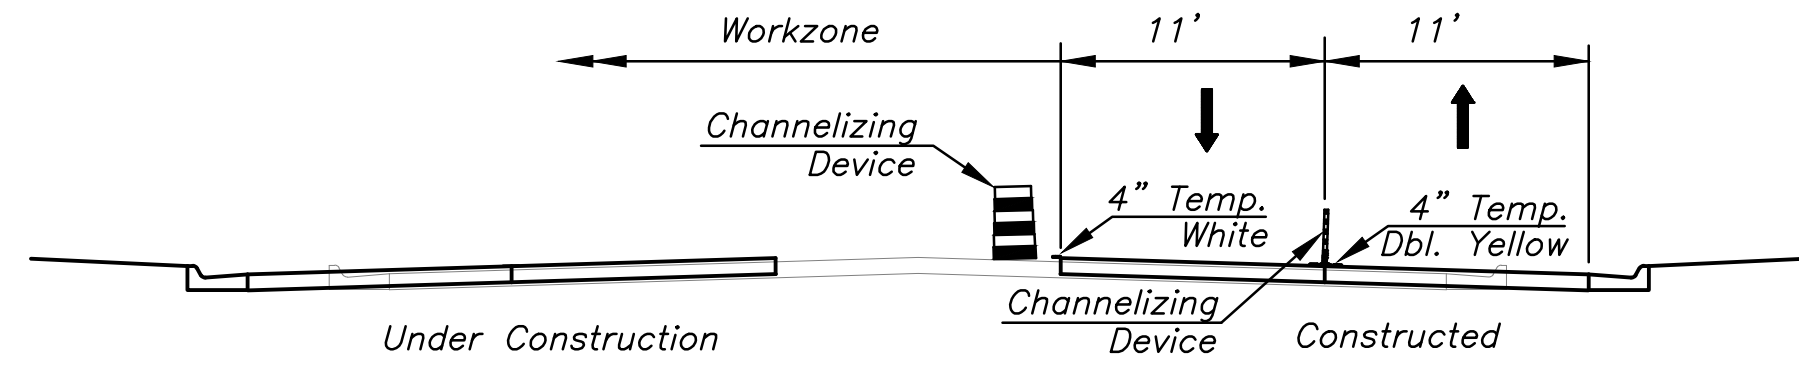 Workzone
11'
11'
Channelizing
Device
4" Temp.
White
4" Temp.
Dbl. Yellow
Channelizing
Device
Under Construction
Constructed